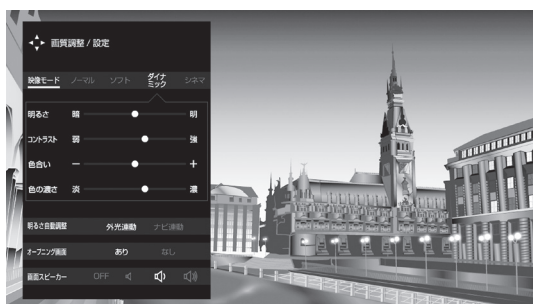 画質調整 / 設定
映像モード ノーマル ソフト ダイナミック シネマ
明るさ 暗 明
コントラスト 弱 強
色合い − +
色の濃さ 淡 濃
明るさ自動調整 外光連動 ナビ連動
オープニング画面 あり なし
画面スピーカー OFF